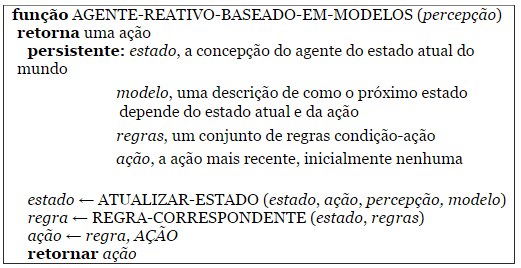 função AGENTE-REATIVO-BASEADO-EM-MODELOS (percepção)
retorna uma ação
persistente: estado, a concepção do agente do estado atual do
mundo
modelo, uma descrição de como o próximo estado
depende do estado atual e da ação
regras, um conjunto de regras condição-ação
ação, a ação mais recente, inicialmente nenhuma
estado ← ATUALIZAR-ESTADO (estado, ação, percepção, modelo)
regra ← REGRA-CORRESPONDENTE (estado, regras)
ação ← regra, AÇÃO
retornar ação